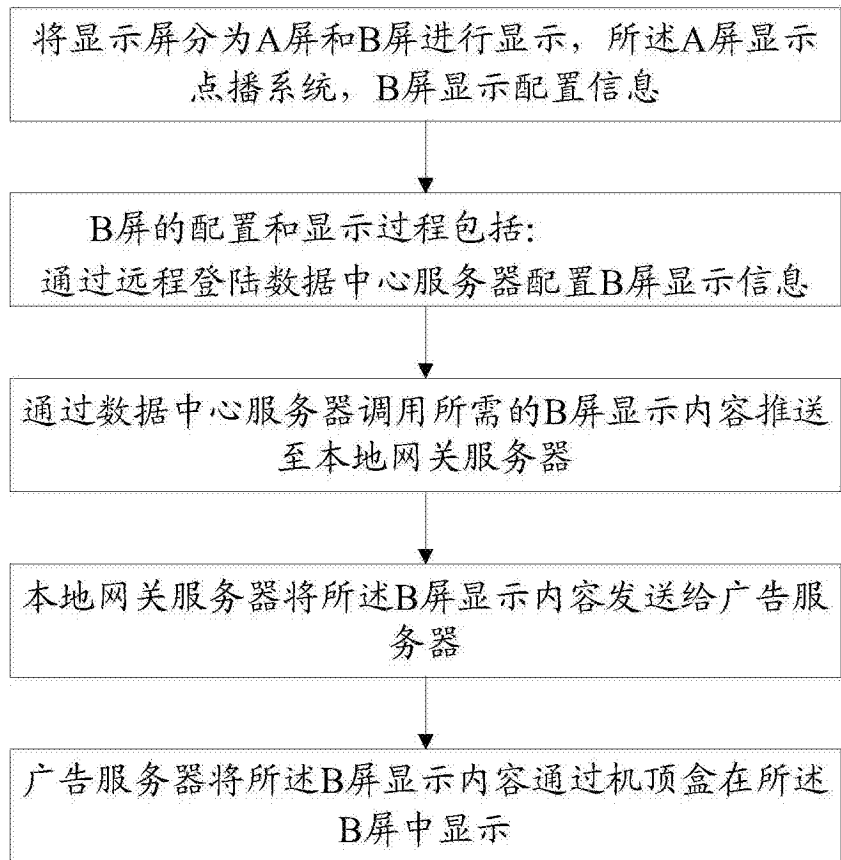 将显示屏分为A屏和B屏进行显示，所述A屏显示
点播系统，B屏显示配置信息
B屏的配置和显示过程包括:
通过远程登陆数据中心服务器配置B屏显示信息
通过数据中心服务器调用所需的B屏显示内容推送
至本地网关服务器
本地网关服务器将所述B屏显示内容发送给广告服
务器
广告服务器将所述B屏显示内容通过机顶盒在所述
B屏中显示